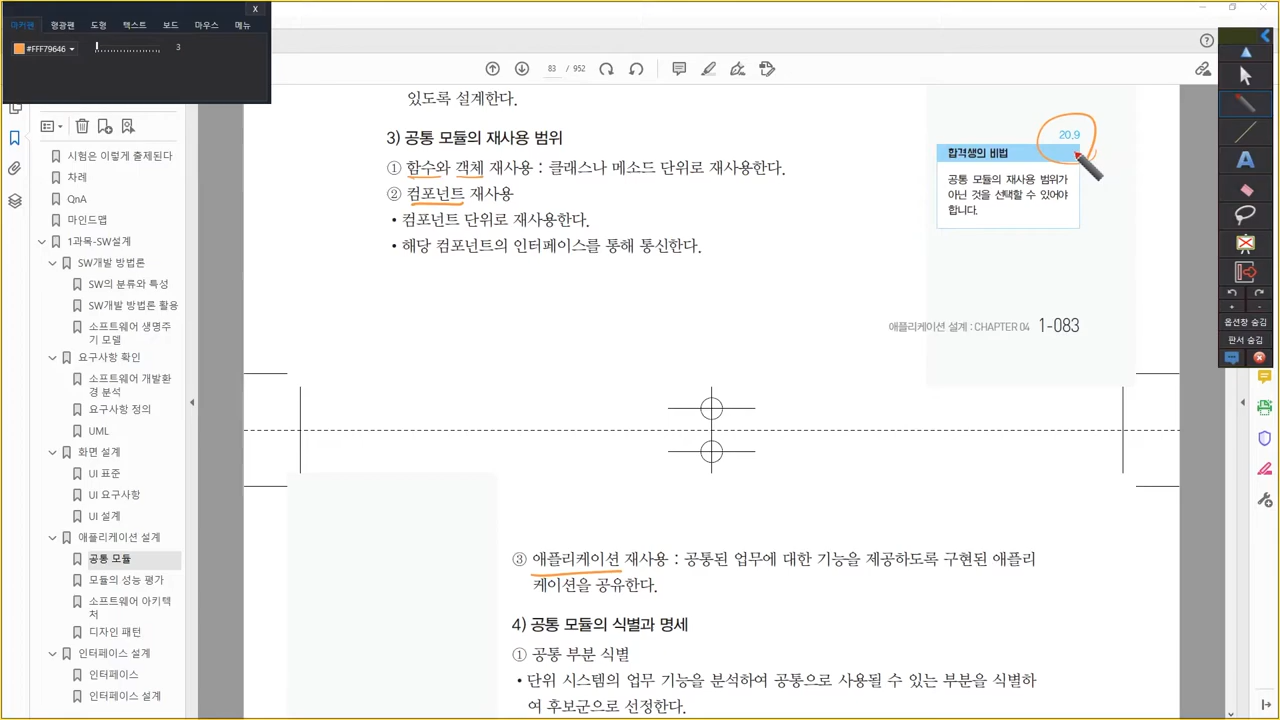 X
마커펜 형광펜 도형 텍스트 보드 마우스 메뉴
#FFF79646 3
83 / 952
시험은 이렇게 출제된다
차례
QnA
마인드맵
1과목-SW설계
SW개발 방법론
SW의 분류와 특성
SW개발 방법론 활용
소프트웨어 생명주
기 모델
요구사항 확인
소프트웨어 개발환
경 분석
요구사항 정의
UML
화면 설계
UI 표준
UI 요구사항
UI 설계
애플리케이션 설계
공통 모듈
모듈의 성능 평가
소프트웨어 아키텍
처
디자인 패턴
인터페이스 설계
인터페이스
인터페이스 설계
있도록 설계한다.
3) 공통 모듈의 재사용 범위
① 함수와 객체 재사용 : 클래스나 메소드 단위로 재사용한다.
② 컴포넌트 재사용
• 컴포넌트 단위로 재사용한다.
• 해당 컴포넌트의 인터페이스를 통해 통신한다.
20.9
합격생의 비법
공통 모듈의 재사용 범위가
아닌 것을 선택할 수 있어야
합니다.
애플리케이션 설계 : CHAPTER 04 1-083
③ 애플리케이션 재사용 : 공통된 업무에 대한 기능을 제공하도록 구현된 애플리
케이션을 공유한다.
4) 공통 모듈의 식별과 명세
① 공통 부분 식별
• 단위 시스템의 업무 기능을 분석하여 공통으로 사용될 수 있는 부분을 식별하
여 후보군으로 선정한다.
A
옵션창 숨김
판서 숨김